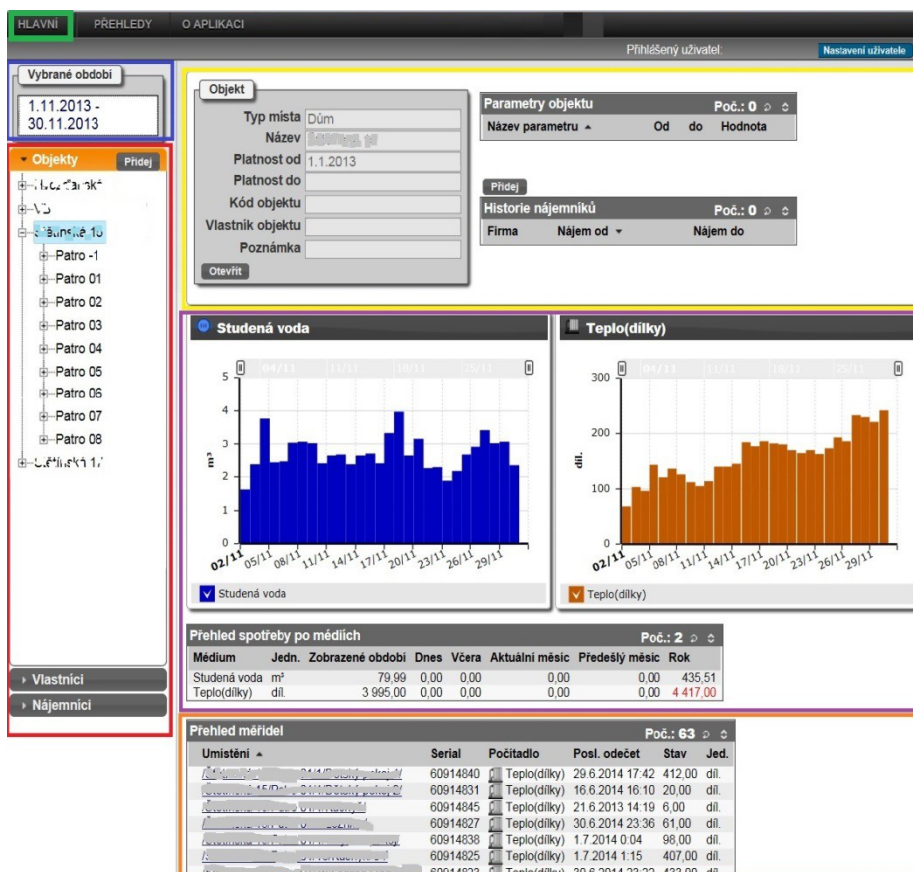 HLAVNÍ PŘEHLEDY O APLIKACI
Přihlášený uživatel: Nastavení uživatele
Vybrané období
1.11.2013 -
30.11.2013
Objekty Přidej
Patro -1
Patro 01
Patro 02
Patro 03
Patro 04
Patro 05
Patro 06
Patro 07
Patro 08
Vlastníci
Nájemníci
Objekt
Typ místa Dům
Název
Platnost od 1.1.2013
Platnost do
Kód objektu
Vlastník objektu
Poznámka
Otevřít
Parametry objektu Poč.: 0
Název parametru Od do Hodnota
Přidej
Historie nájemníků Poč.: 0
Firma Nájem od Nájem do
Studená voda
04/11 11/11 18/11 25/11
5
4
3
2
1
0
m³
02/11 05/11 08/11 11/11 14/11 17/11 20/11 23/11 26/11 29/11
Studená voda
Teplo(dílky)
04/11 11/11 18/11 25/11
300
200
100
0
díl.
02/11 05/11 08/11 11/11 14/11 17/11 20/11 23/11 26/11 29/11
Teplo(dílky)
Přehled spotřeby po médiích Poč.: 2
Médium Jedn. Zobrazené období Dnes Včera Aktuální měsíc Předešlý měsíc Rok
Studená voda m³ 79,99 0,00 0,00 0,00 0,00 435,51
Teplo(dílky) díl. 3 995,00 0,00 0,00 0,00 0,00 4 417,00
Přehled měřidel Poč.: 63
Umístění Serial Počítadlo Posl. odečet Stav Jed.
60914840 Teplo(dílky) 29.6.2014 17:42 412,00 díl.
60914831 Teplo(dílky) 16.6.2014 16:10 20,00 díl.
60914845 Teplo(dílky) 21.6.2013 14:19 6,00 díl.
60914827 Teplo(dílky) 30.6.2014 23:36 61,00 díl.
60914838 Teplo(dílky) 1.7.2014 0:04 98,00 díl.
60914825 Teplo(dílky) 1.7.2014 1:15 407,00 díl.
60914823 Teplo(dílky) 30.6.2014 23:22 433,00 díl.